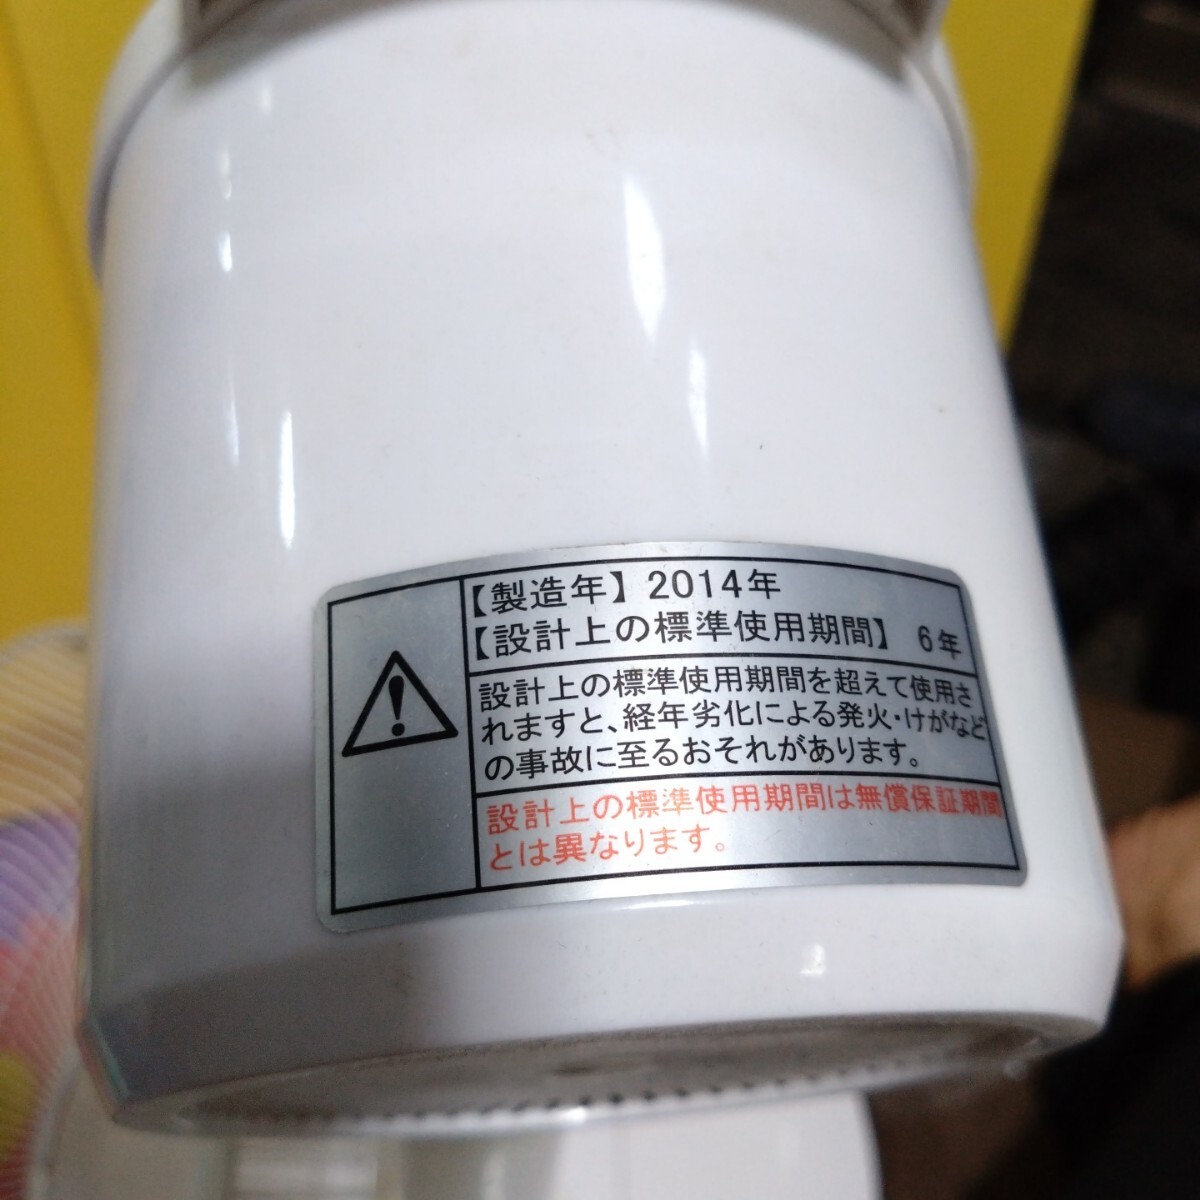 【製造年】 2014年
【設計上の標準使用期間】 6年
設計上の標準使用期間を超えて使用さ
れますと、経年劣化による発火・けがなど
の事故に至るおそれがあります。
設計上の標準使用期間は無償保証期間
とは異なります。